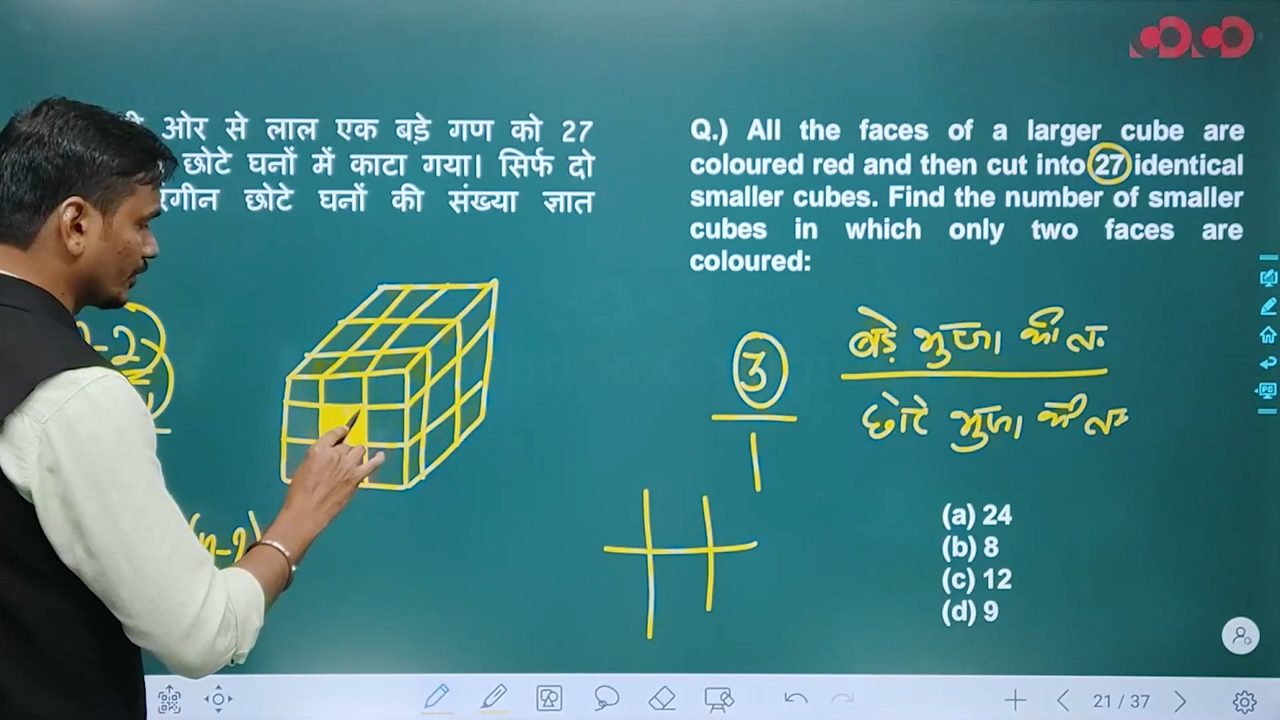 ओर से लाल एक बड़े गण को 27
छोटे घनों में काटा गया। सिर्फ दो
रंगीन छोटे घनों की संख्या ज्ञात
Q.) All the faces of a larger cube are
coloured red and then cut into 27 identical
smaller cubes. Find the number of smaller
cubes in which only two faces are
coloured:
3
1
बड़े भुजा की ल॰
छोटे भुजा की ल॰
(n-2)
(a) 24
(b) 8
(c) 12
(d) 9
21 / 37